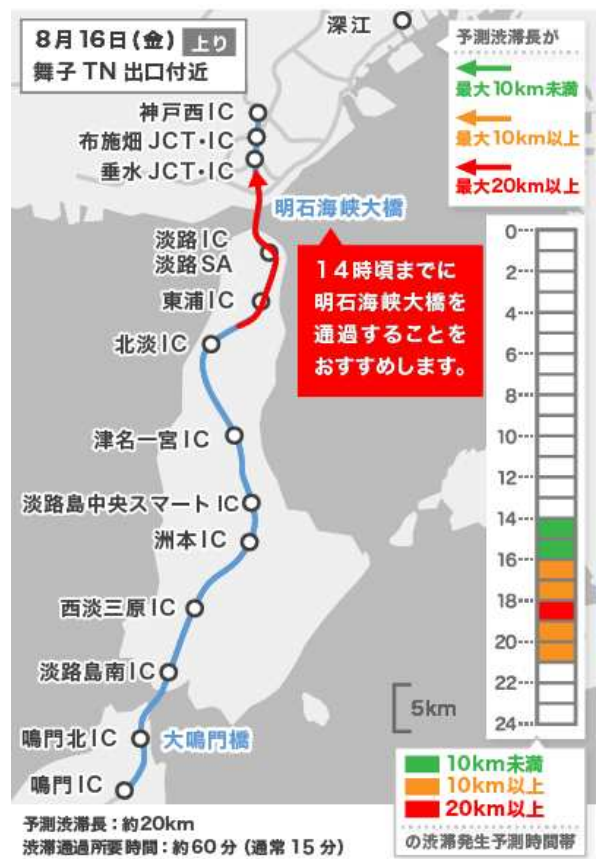 8月16日(金) 上り
舞子TN出口付近
深江
予測渋滞長が
最大10km未満
最大10km以上
最大20km以上
神戸西IC
布施畑JCT・IC
垂水JCT・IC
明石海峡大橋
淡路IC
淡路SA
東浦IC
北淡IC
14時頃までに
明石海峡大橋を
通過することを
おすすめします。
津名一宮IC
淡路島中央スマートIC
洲本IC
西淡三原IC
淡路島南IC
鳴門北IC
大鳴門橋
鳴門IC
0
2
4
6
8
10
12
14
16
18
20
22
24
5km
10km未満
10km以上
20km以上
の渋滞発生予測時間帯
予測渋滞長：約20km
渋滞通過所要時間：約60分（通常15分）